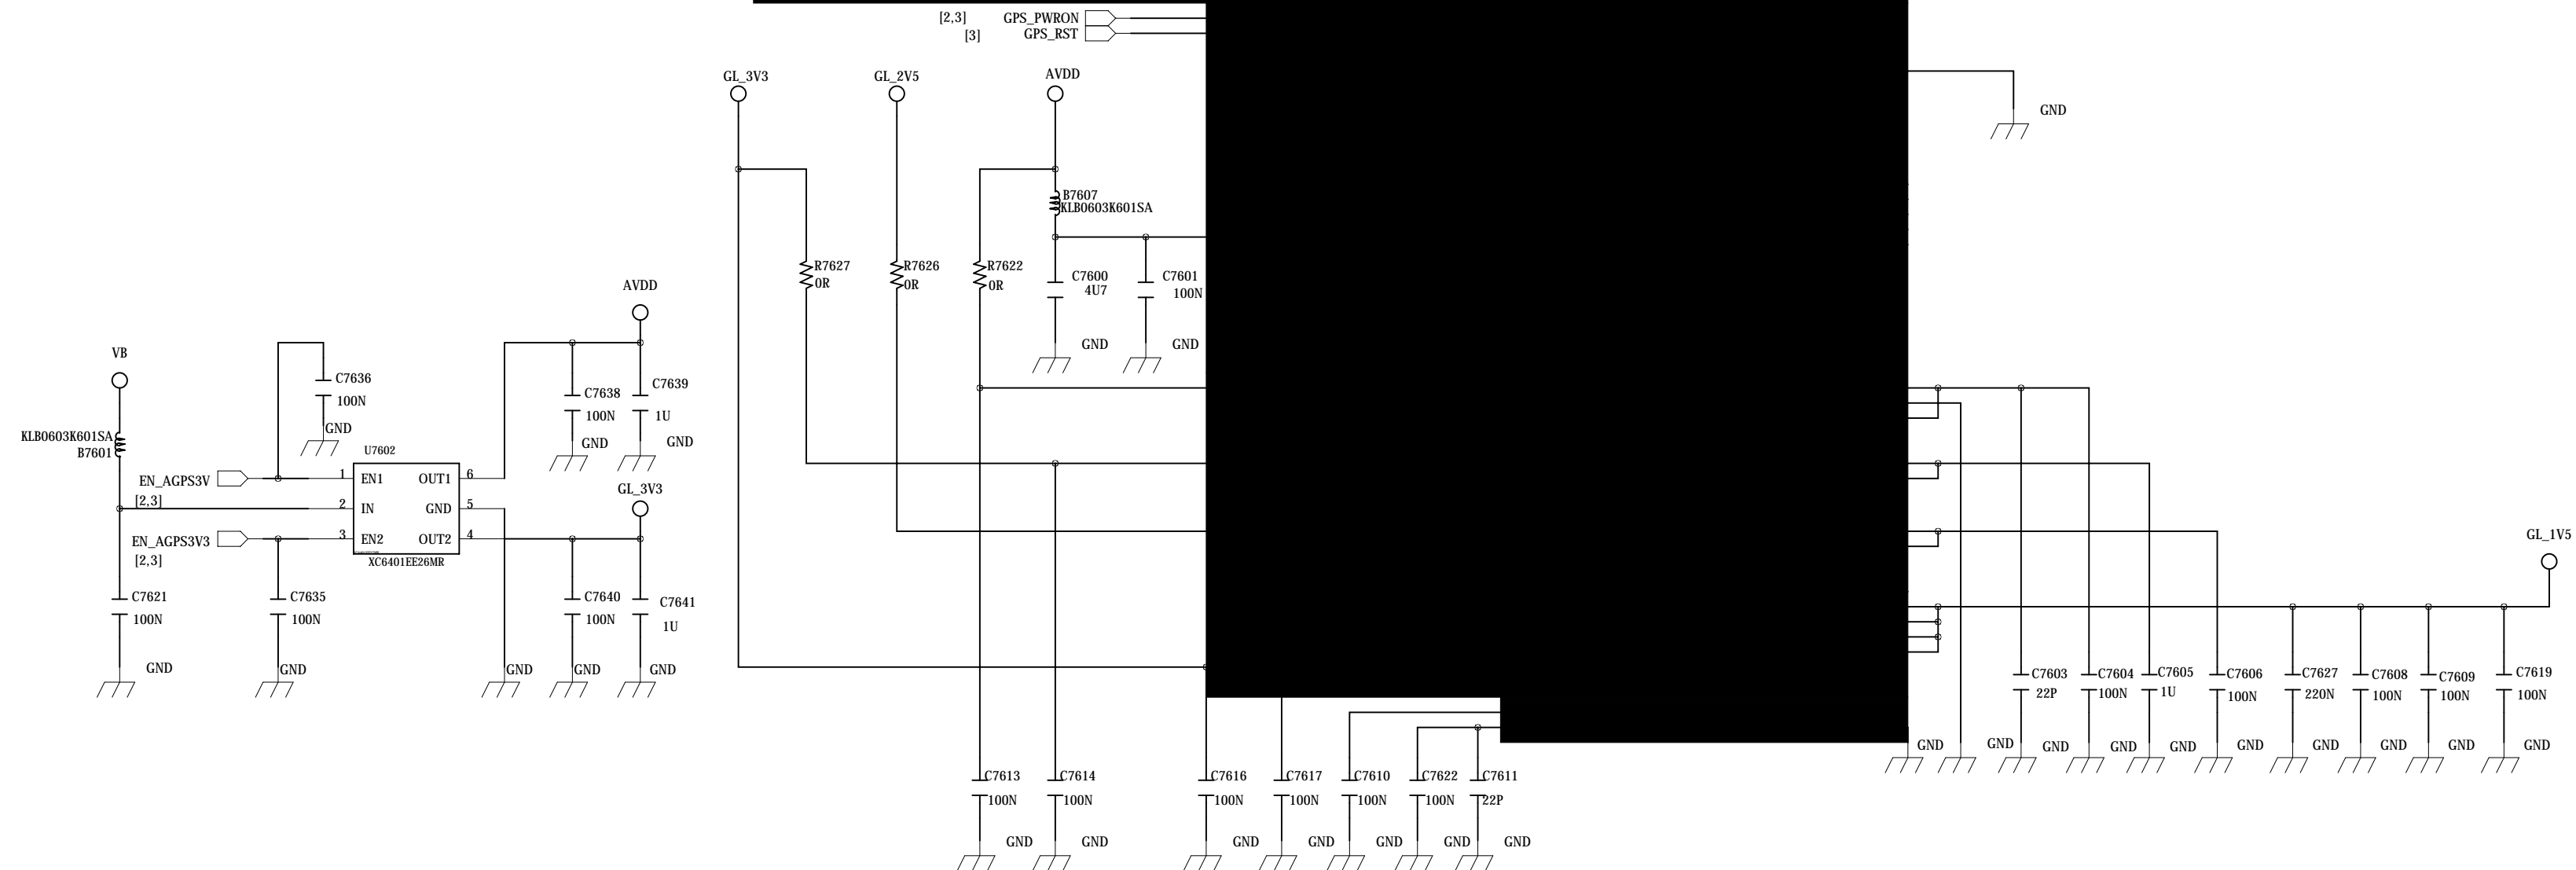 [2,3] GPS_PWRON
[3] GPS_RST
GL_3V3 GL_2V5 AVDD
GND
B7607
KLB0603K601SA
R7627 R7626 R7622
0R 0R 0R
C7600 C7601
4U7 100N
GND GND
AVDD
VB
C7636
100N
GND
C7638 C7639
100N 1U
GND GND
KLB0603K601SA
B7601
U7602
EN_AGPS3V 1 EN1 OUT1 6
[2,3]
2 IN GND 5
EN_AGPS3V3 3 EN2 OUT2 4
[2,3]
XC6401EE26MR
GL_3V3
C7621 C7635 C7640 C7641
100N 100N 100N 1U
GND GND GND GND GND
GL_1V5
C7603 C7604 C7605 C7606 C7627 C7608 C7609 C7619
22P 100N 1U 100N 220N 100N 100N 100N
GND GND GND GND GND GND GND GND GND GND
C7613 C7614 C7616 C7617 C7610 C7622 C7611
100N 100N 100N 100N 100N 100N 22P
GND GND GND GND GND GND GND